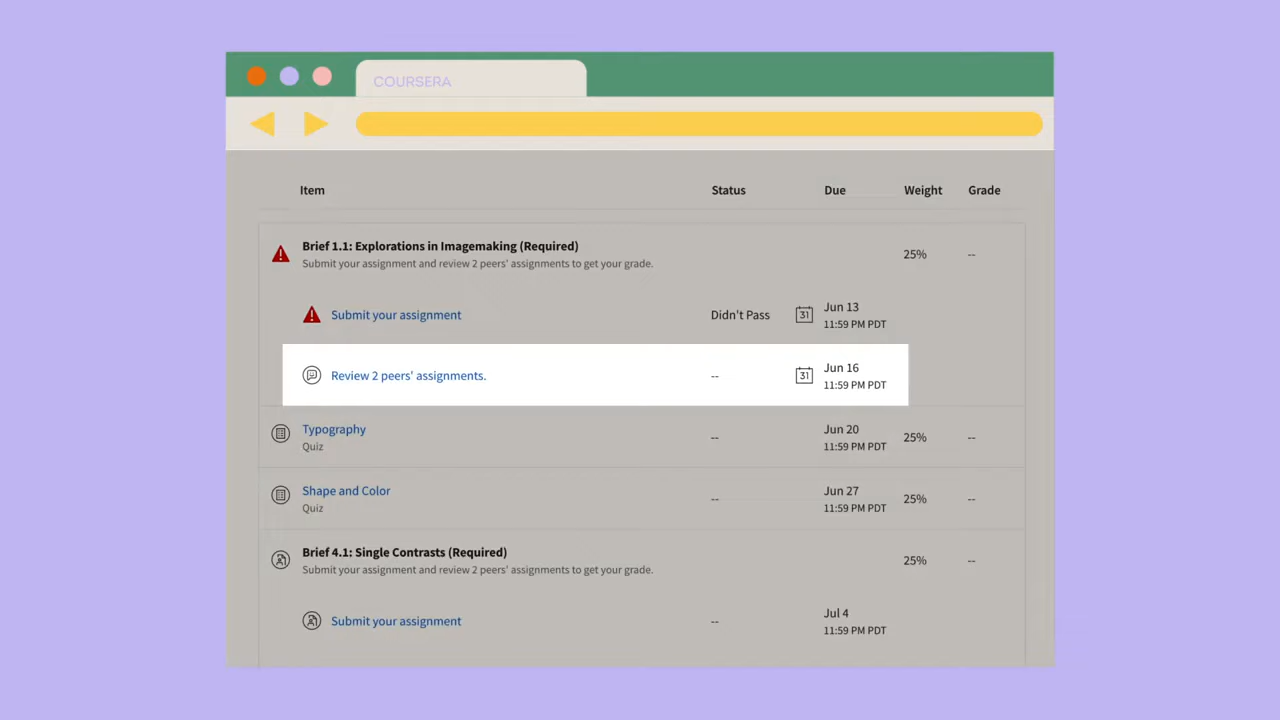 COURSERA
Item Status Due Weight Grade
Brief 1.1: Explorations in Imagemaking (Required)
Submit your assignment and review 2 peers' assignments to get your grade.
25% --
Submit your assignment Didn't Pass 31 Jun 13
11:59 PM PDT
Review 2 peers' assignments. -- 31 Jun 16
11:59 PM PDT
Typography -- Jun 20 25% --
Quiz 11:59 PM PDT
Shape and Color -- Jun 27 25% --
Quiz 11:59 PM PDT
Brief 4.1: Single Contrasts (Required)
Submit your assignment and review 2 peers' assignments to get your grade.
25% --
Submit your assignment -- Jul 4
11:59 PM PDT